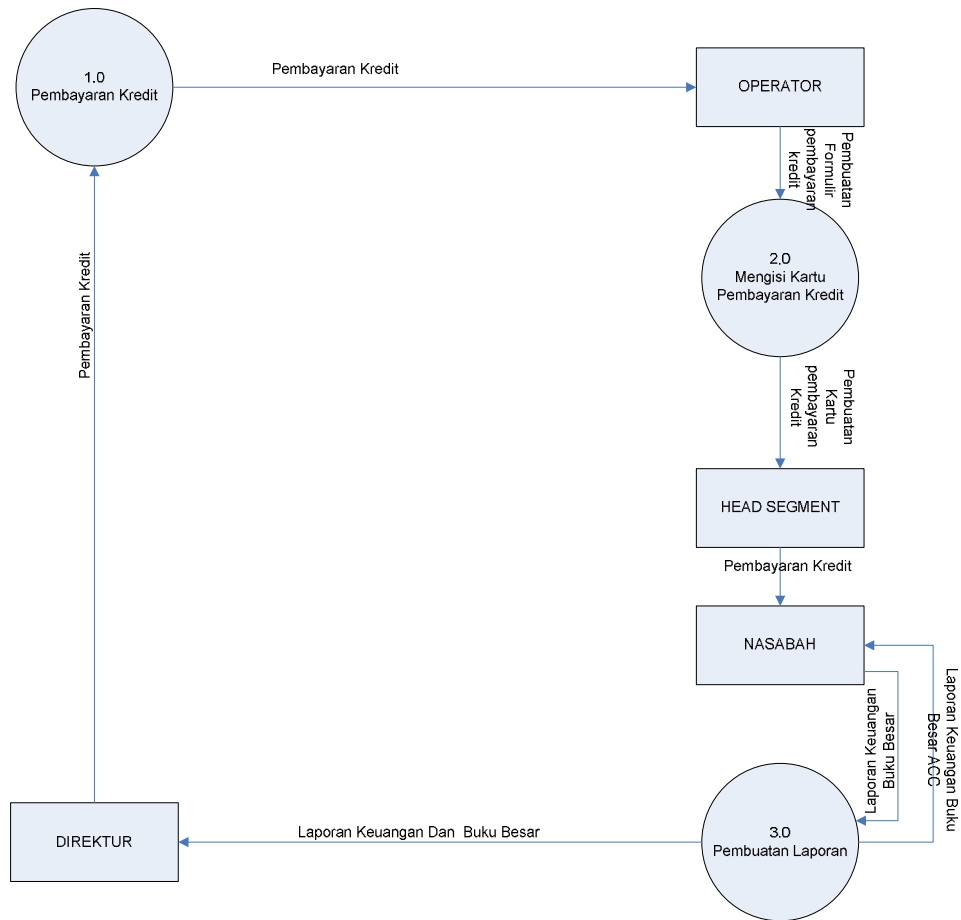 1.0
Pembayaran Kredit
Pembayaran Kredit
OPERATOR
Pembuatan
Formulir
pembayaran
kredit
2.0
Mengisi Kartu
Pembayaran Kredit
Pembayaran Kredit
Pembuatan
Kartu
pembayaran
Kredit
HEAD SEGMENT
Pembayaran Kredit
NASABAH
Laporan Keuangan
Buku Besar
Laporan Keuangan Buku
Besar ACC
DIREKTUR
Laporan Keuangan Dan Buku Besar
3.0
Pembuatan Laporan